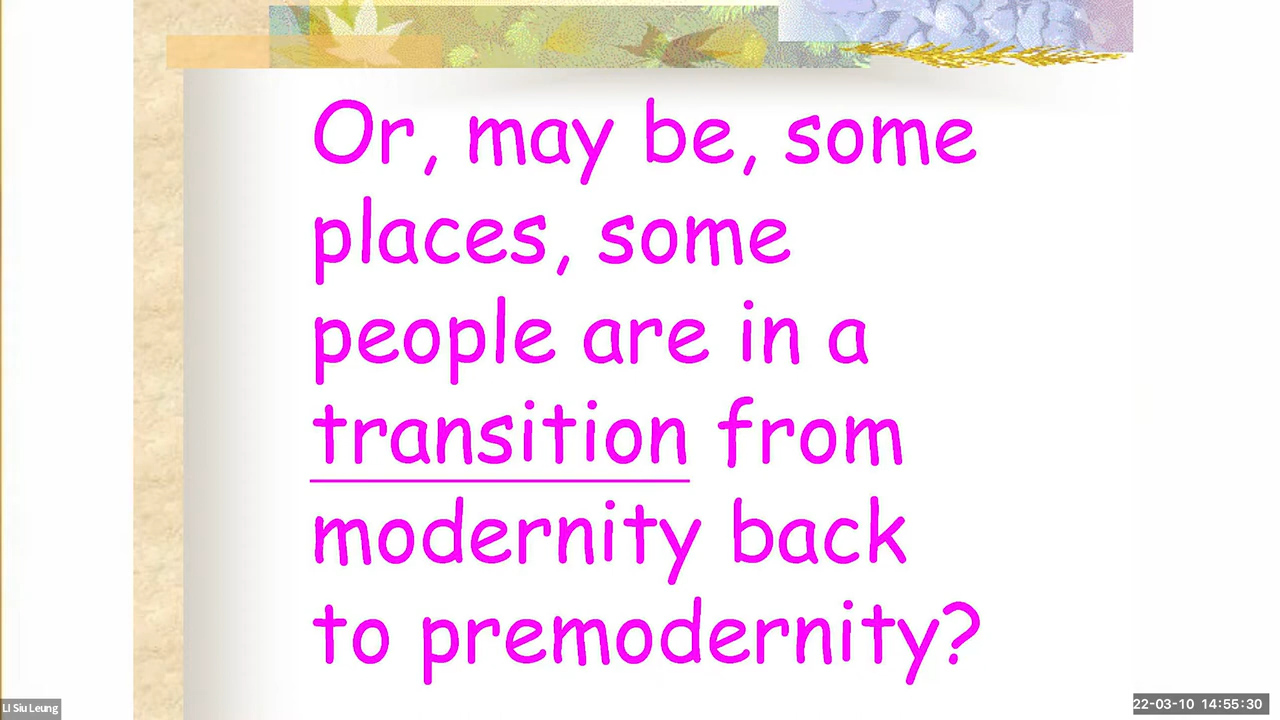 Or, may be, some
places, some
people are in a
transition from
modernity back
to premodernity?
LI Siu Leung
22-03-10 14:55:30